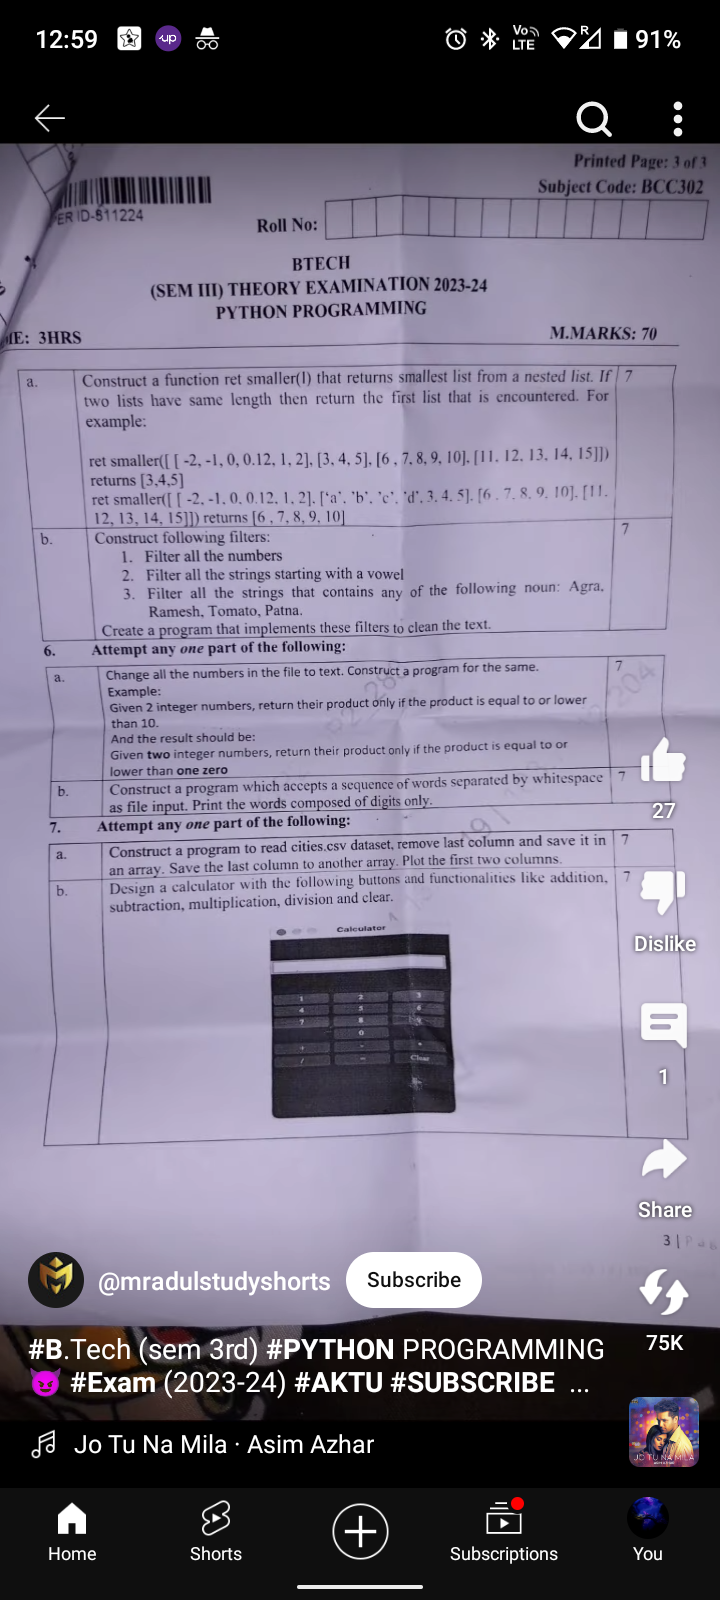 12:59
up
Vo
LTE
R
91%
Printed Page: 3 of 3
Subject Code: BCC302
ER ID-811224
Roll No:
BTECH
(SEM III) THEORY EXAMINATION 2023-24
PYTHON PROGRAMMING
ME: 3HRS
M.MARKS: 70
a. Construct a function ret smaller(l) that returns smallest list from a nested list. If 7
two lists have same length then return the first list that is encountered. For
example:
ret smaller([ [ -2, -1, 0, 0.12, 1, 2], [3, 4, 5], [6 , 7, 8, 9, 10], [11, 12, 13, 14, 15]])
returns [3,4,5]
ret smaller([ [ -2, -1, 0, 0.12, 1, 2], ['a', 'b', 'c', 'd', 3, 4, 5], [6 , 7, 8, 9, 10], [11,
12, 13, 14, 15]]) returns [6 , 7, 8, 9, 10]
b. Construct following filters: 7
1. Filter all the numbers
2. Filter all the strings starting with a vowel
3. Filter all the strings that contains any of the following noun: Agra,
Ramesh, Tomato, Patna.
Create a program that implements these filters to clean the text.
6. Attempt any one part of the following:
a. Change all the numbers in the file to text. Construct a program for the same. 7
Example:
Given 2 integer numbers, return their product only if the product is equal to or lower
than 10.
And the result should be:
Given two integer numbers, return their product only if the product is equal to or
lower than one zero
b. Construct a program which accepts a sequence of words separated by whitespace 7
as file input. Print the words composed of digits only.
7. Attempt any one part of the following:
a. Construct a program to read cities.csv dataset, remove last column and save it in 7
an array. Save the last column to another array. Plot the first two columns.
b. Design a calculator with the following buttons and functionalities like addition, 7
subtraction, multiplication, division and clear.
Calculator
1 2 3
4 5 6
7 8 9
0
+ - *
/ = Clear
27
Dislike
1
Share
3 | P a
75K
@mradulstudyshorts
Subscribe
#B.Tech (sem 3rd) #PYTHON PROGRAMMING
😈 #Exam (2023-24) #AKTU #SUBSCRIBE ...
Jo Tu Na Mila · Asim Azhar
JO TU NA MILA
Home
Shorts
Subscriptions
You